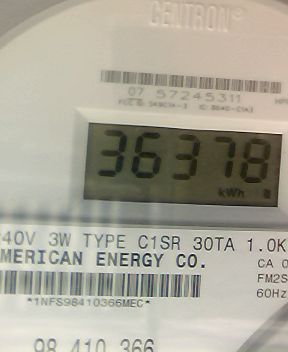 CENTRON®
07 57245311
36378
kWh
40V 3W TYPE C1SR 30TA 1.0K
MERICAN ENERGY CO.
CA 0
FM2S
60Hz
*1NFS98410366MEC*
98 410 366